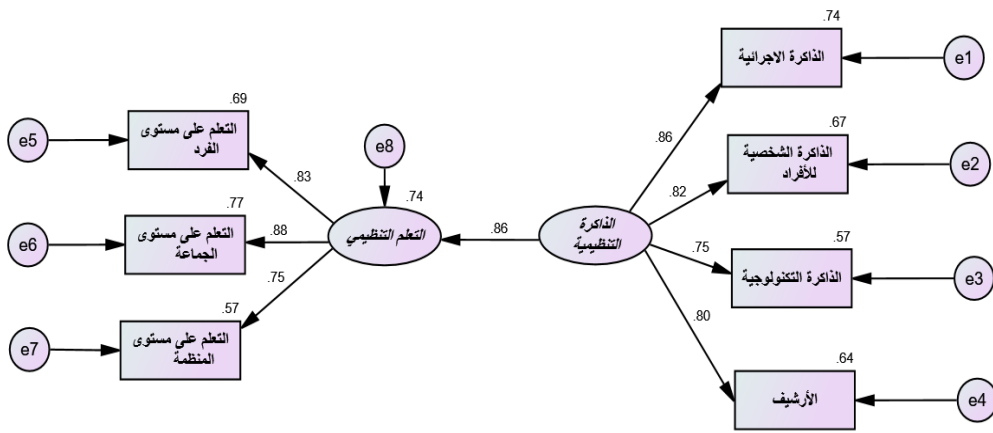 .74
الذاكرة الاجرائية
e1
.69
التعلم على مستوى
الفرد
e5
.86
.67
الذاكرة الشخصية
للأفراد
e2
e8
.83
.82
.77
التعلم على مستوى
الجماعة
e6
.88
.74
التعلم التنظيمي
.86
الذاكرة
التنظيمية
.75
.57
الذاكرة التكنولوجية
e3
.75
.57
التعلم على مستوى
المنظمة
e7
.80
.64
الأرشيف
e4